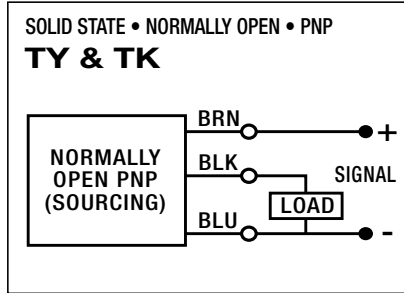 SOLID STATE • NORMALLY OPEN • PNP
TY & TK
BRN
+
NORMALLY
OPEN PNP
(SOURCING)
BLK
SIGNAL
LOAD
BLU
-